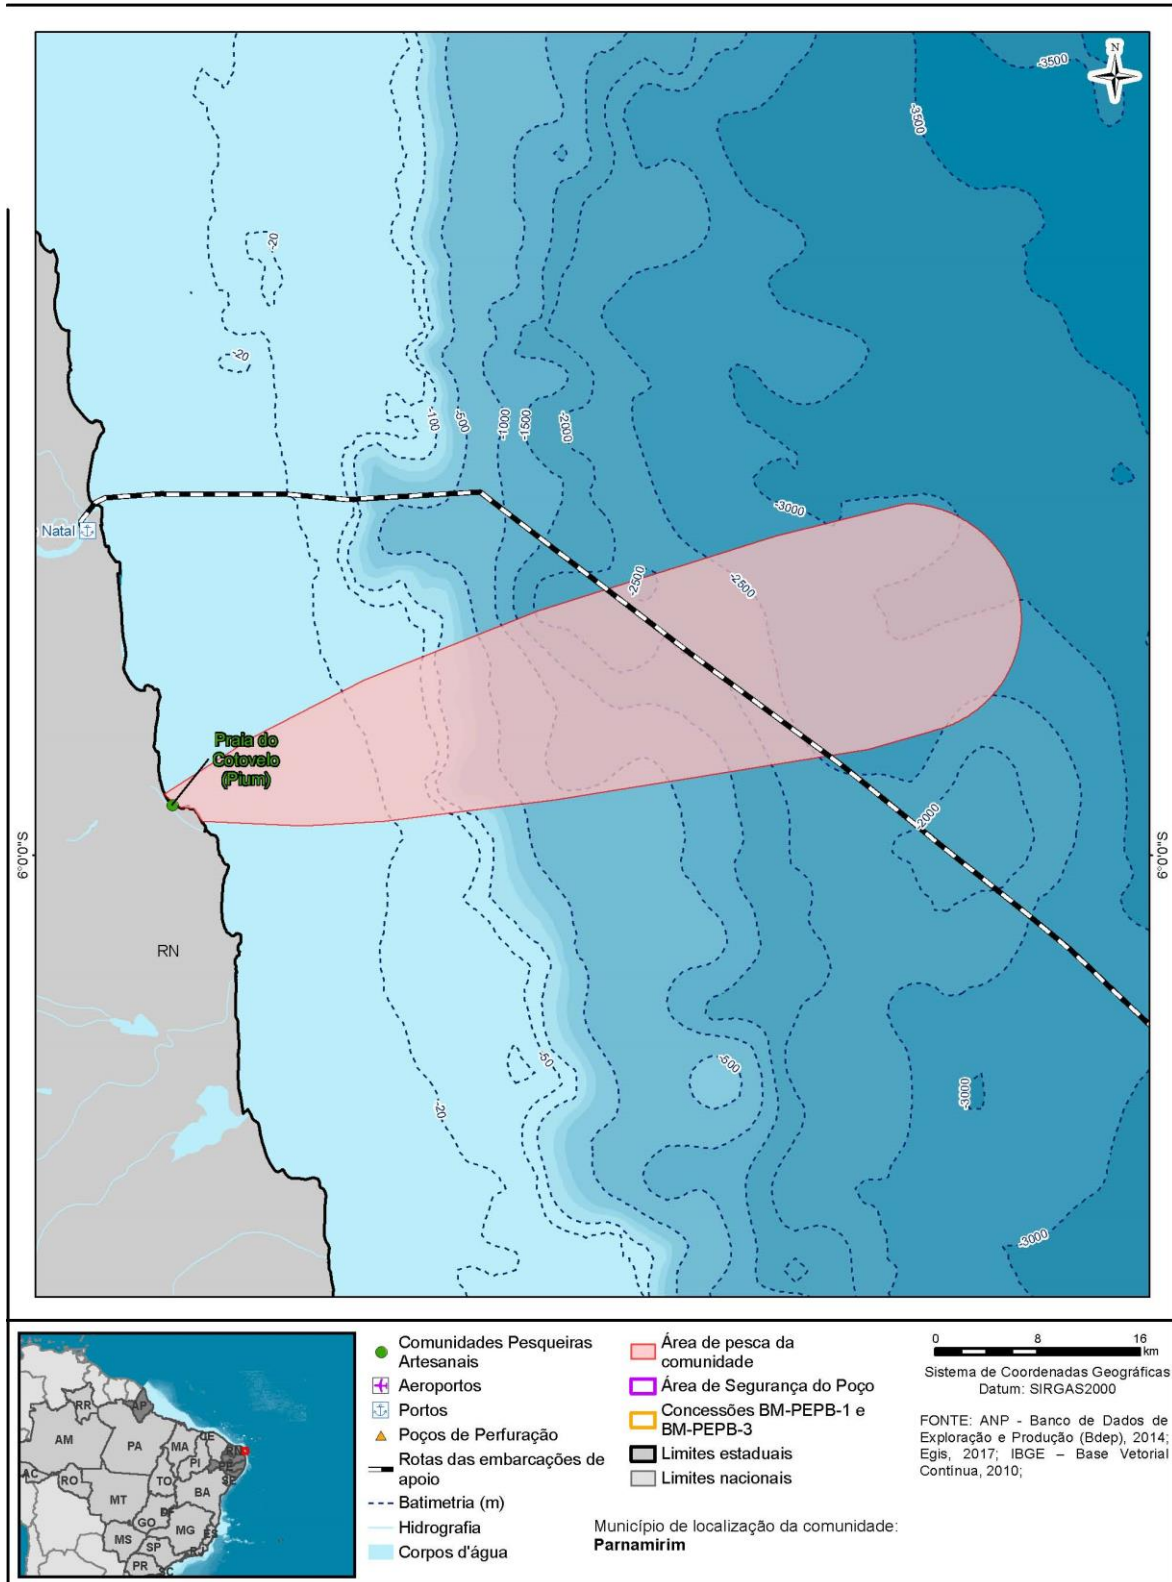 N
-3500
-3500
-20
-20
-100
-500
-1000
-1500
-2000
-3000
Natal
-2500
-2500
Praia do
Cotovelo
(Pium)
-2000
6°0'0"S
6°0'0"S
RN
-50
-500
-20
-3000
-3000
RR
AP
AM
PA
MA
CE
RN
PI
PE
SE
AC
RO
TO
BA
MT
DF
GO
MG
ES
MS
SP
RJ
PR
SC
Comunidades Pesqueiras
Artesanais
Aeroportos
Portos
Poços de Perfuração
Rotas das embarcações de
apoio
Batimetria (m)
Hidrografia
Corpos d'água
Área de pesca da
comunidade
Área de Segurança do Poço
Concessões BM-PEPB-1 e
BM-PEPB-3
Limites estaduais
Limites nacionais
Município de localização da comunidade:
Parnamirim
0 8 16
km
Sistema de Coordenadas Geográficas
Datum: SIRGAS2000
FONTE: ANP - Banco de Dados de
Exploração e Produção (Bdep), 2014;
Egis, 2017; IBGE – Base Vetorial
Contínua, 2010;